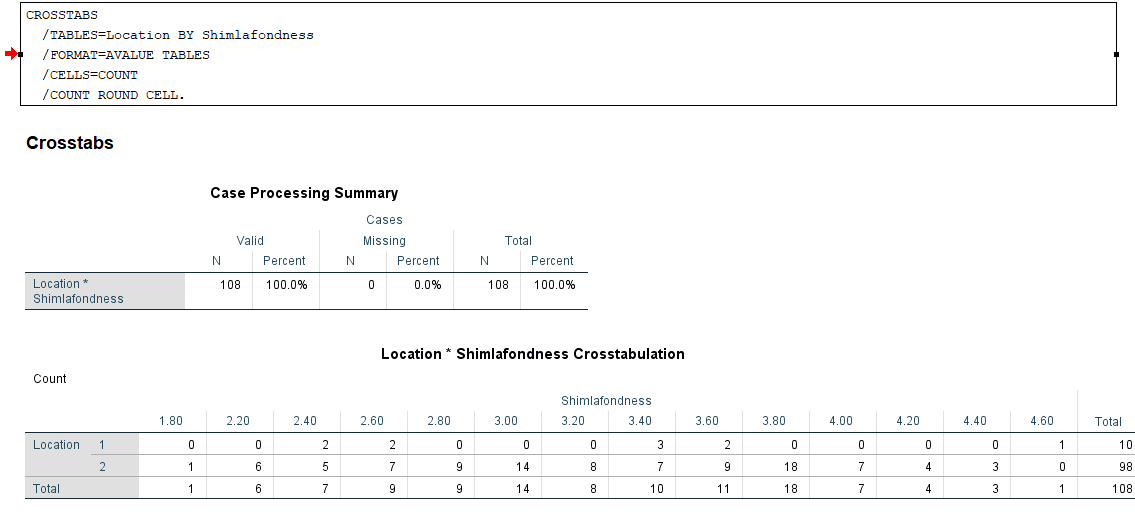 CROSSTABS
/TABLES=Location BY Shimlafondness
/FORMAT=AVALUE TABLES
/CELLS=COUNT
/COUNT ROUND CELL.
Crosstabs
Case Processing Summary
Cases
Valid Missing Total
N Percent N Percent N Percent
Location * 108 100.0% 0 0.0% 108 100.0%
Shimlafondness
Location * Shimlafondness Crosstabulation
Count
Shimlafondness
1.80 2.20 2.40 2.60 2.80 3.00 3.20 3.40 3.60 3.80 4.00 4.20 4.40 4.60 Total
Location 1 0 0 2 2 0 0 0 3 2 0 0 0 0 1 10
2 1 6 5 7 9 14 8 7 9 18 7 4 3 0 98
Total 1 6 7 9 9 14 8 10 11 18 7 4 3 1 108